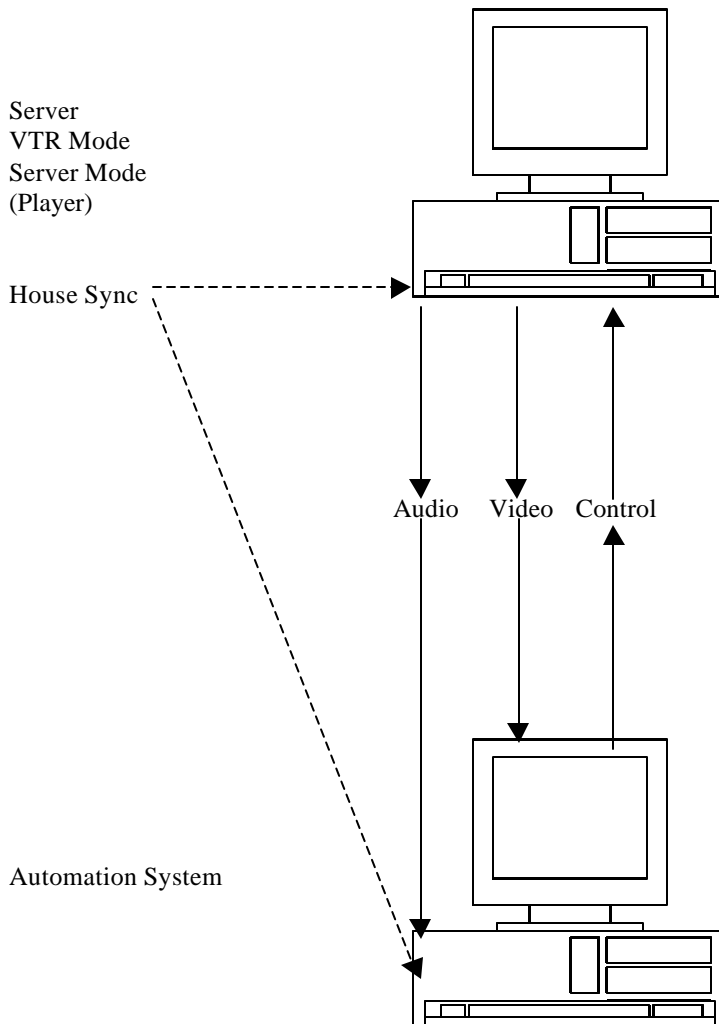 Server
VTR Mode
Server Mode
(Player)
House Sync
Audio Video Control
Automation System